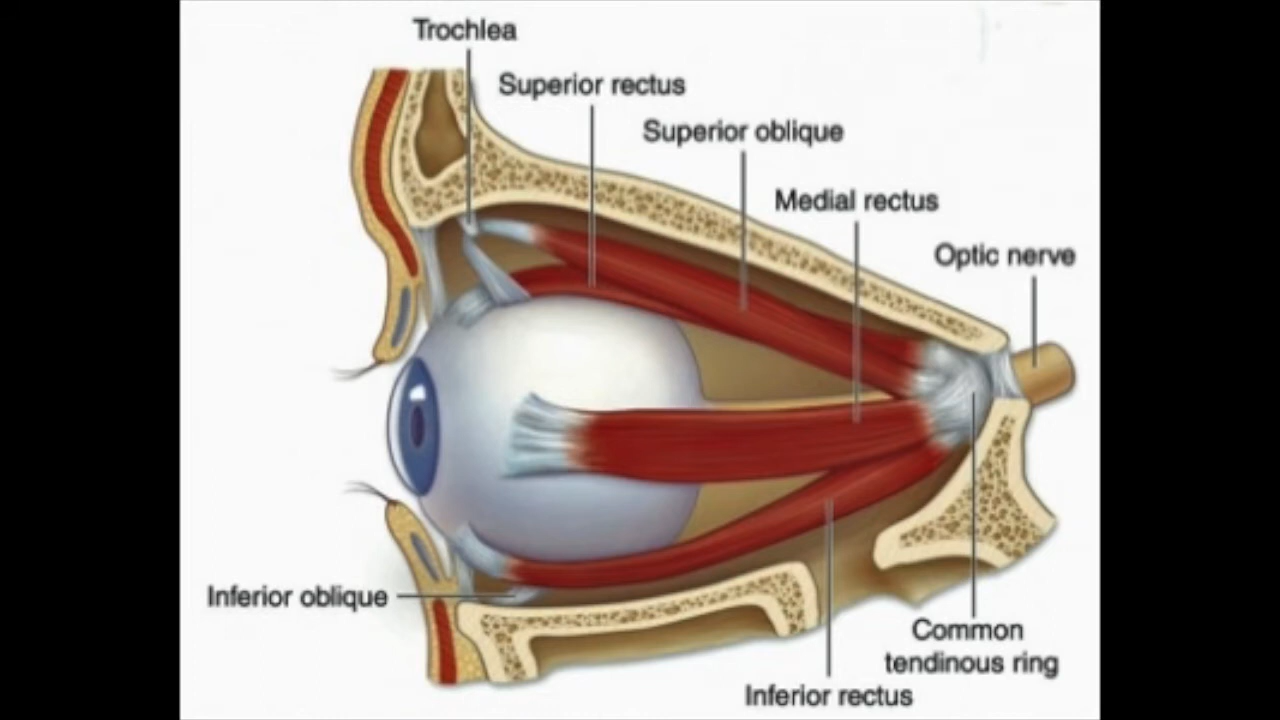 Trochlea
Superior rectus
Superior oblique
Medial rectus
Optic nerve
Inferior oblique
Common
tendinous ring
Inferior rectus